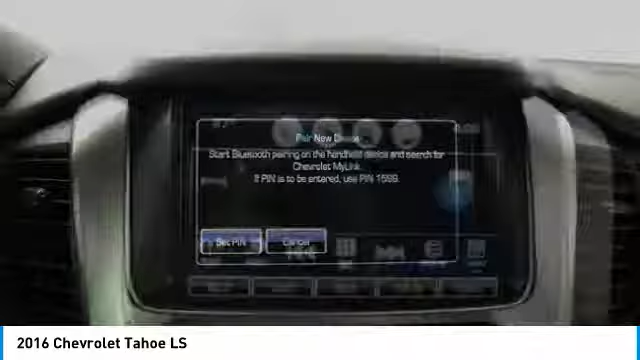 Pair New Device
Start Bluetooth pairing on the handheld device and search for
Chevrolet MyLink.
If PIN is to be entered, use PIN 1599.
Set PIN
Cancel
2016 Chevrolet Tahoe LS